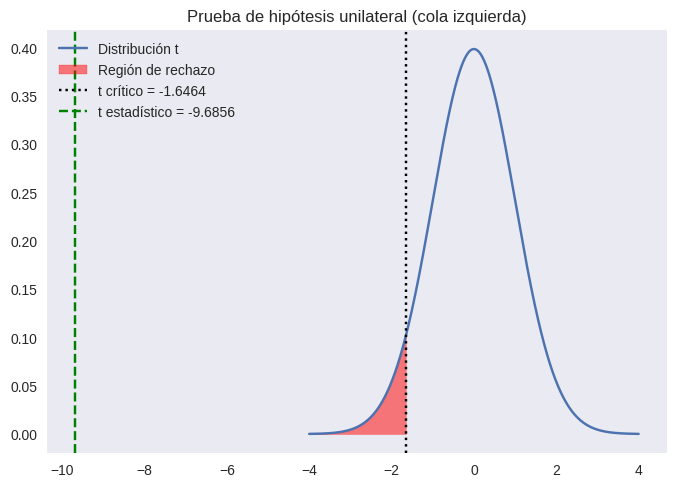 Prueba de hipótesis unilateral (cola izquierda)
Distribución t
Región de rechazo
t crítico = -1.6464
t estadístico = -9.6856
0.40
0.35
0.30
0.25
0.20
0.15
0.10
0.05
0.00
−10 −8 −6 −4 −2 0 2 4